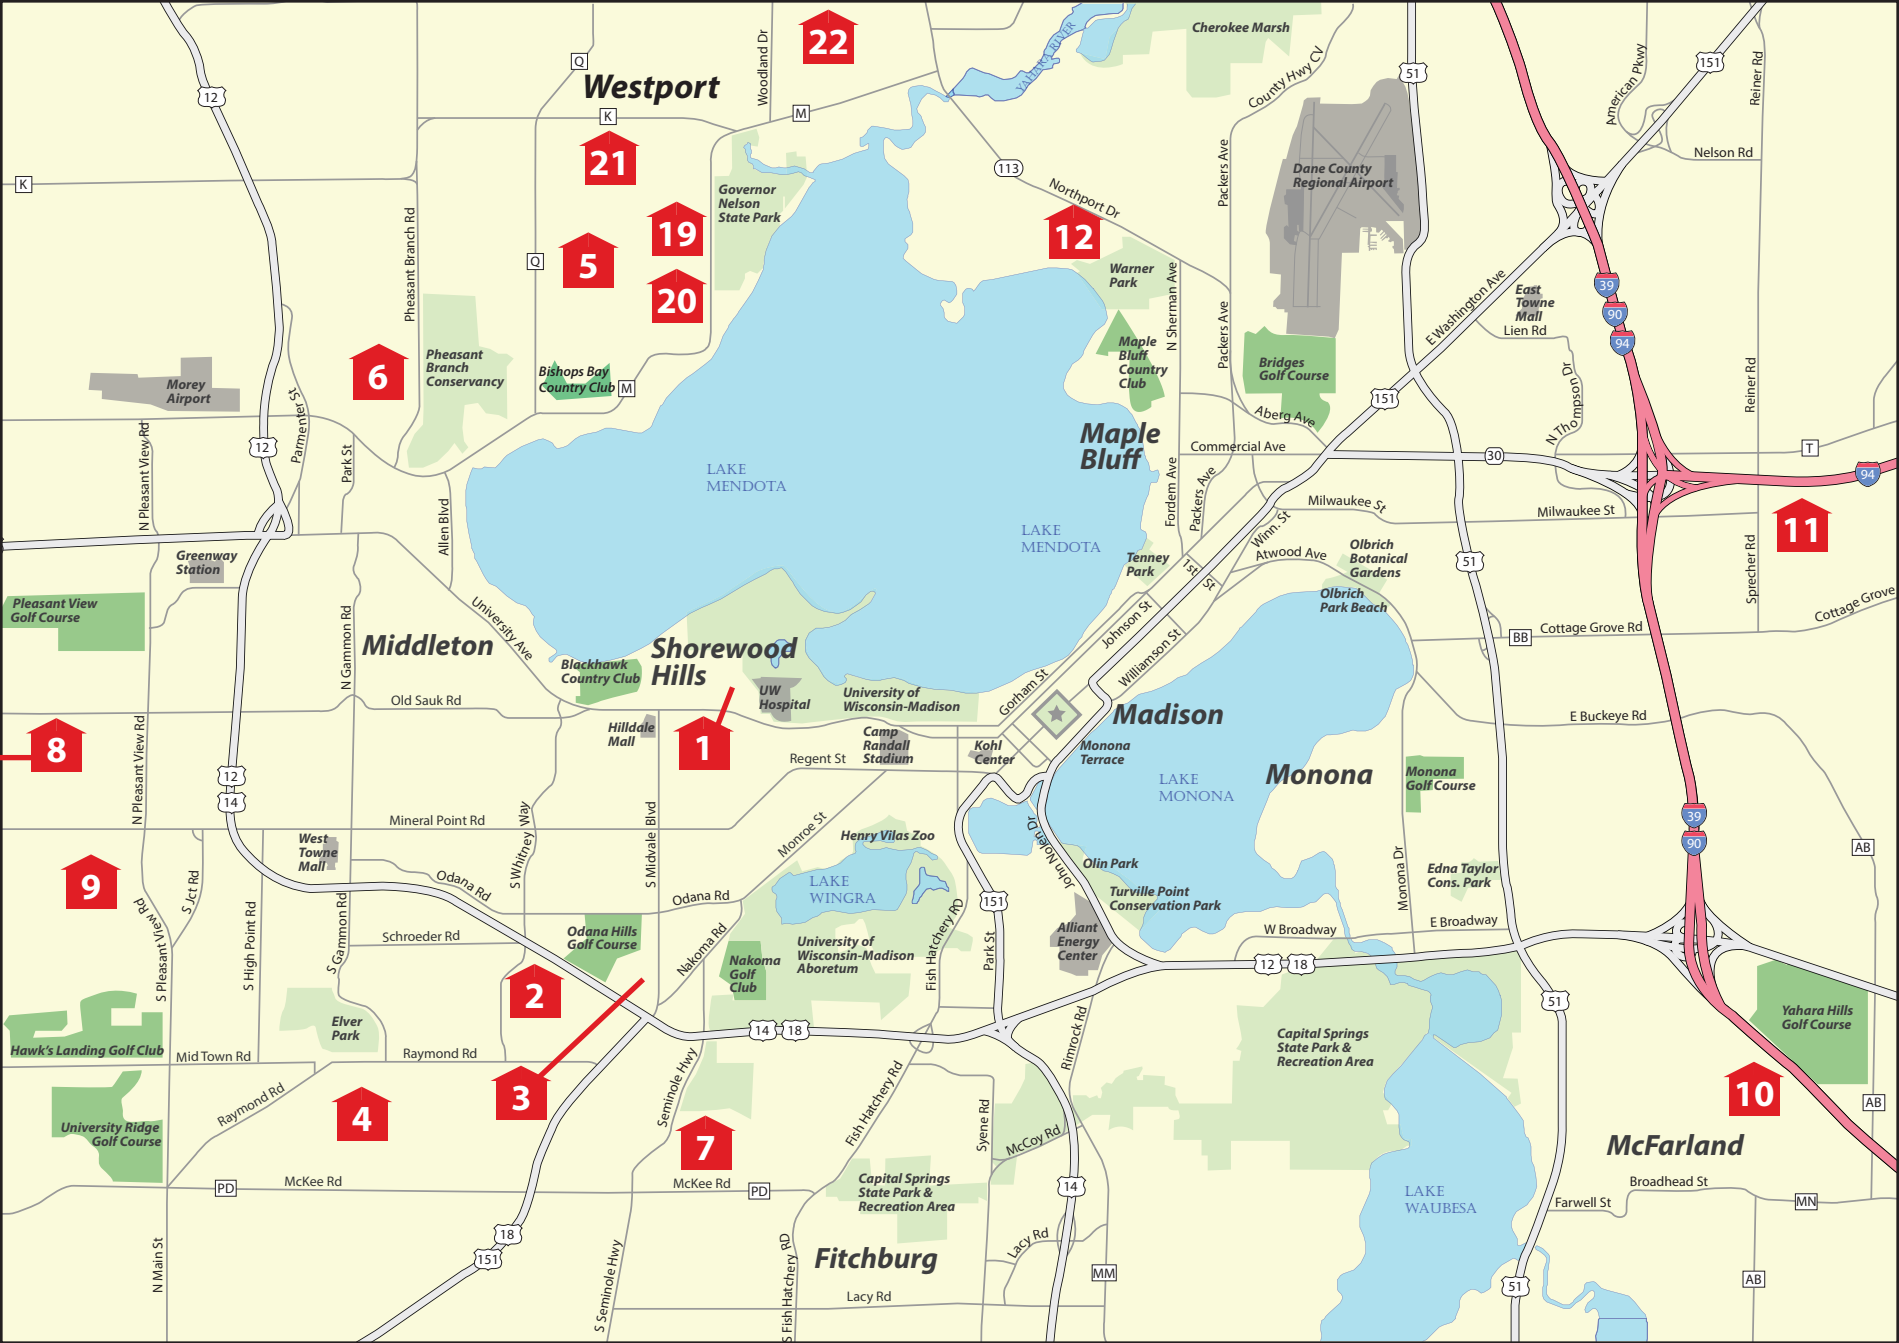 22
Cherokee Marsh
YAHARA RIVER
Woodland Dr
Q
Westport
51
151
American Pkwy
Reiner Rd
County Hwy CV
12
K
M
21
Nelson Rd
113
Northport Dr
Packers Ave
Dane County
Regional Airport
K
Governor
Nelson
State Park
19
12
Pheasant Branch Rd
Q
5
20
Warner
Park
N Sherman Ave
Packers Ave
E Washington Ave
East
Towne
Mall
Lien Rd
39
90
94
Morey
Airport
6
Pheasant
Branch
Conservancy
Bishops Bay
Country Club
M
Maple
Bluff
Country
Club
Bridges
Golf Course
151
N Thompson Dr
Reiner Rd
Parmenter St
Aberg Ave
Maple
Bluff
Commercial Ave
30
T
94
12
N Pleasant View Rd
Park St
LAKE
MENDOTA
Fordem Ave
Packers Ave
Milwaukee St
Milwaukee St
11
Allen Blvd
LAKE
MENDOTA
Winn. St
Atwood Ave
Olbrich
Botanical
Gardens
51
Greenway
Station
Tenney
Park
1st St
Sprecher Rd
Olbrich
Park Beach
Pleasant View
Golf Course
University Ave
Johnson St
Williamson St
BB
Cottage Grove Rd
Cottage Grove
N Gammon Rd
Middleton
Shorewood
Hills
Blackhawk
Country Club
UW
Hospital
University of
Wisconsin-Madison
Gorham St
Old Sauk Rd
Madison
E Buckeye Rd
8
N Pleasant View Rd
Hilldale
Mall
1
Camp
Randall
Stadium
Kohl
Center
Monona
Terrace
Regent St
12
14
LAKE
MONONA
Monona
Monona
Golf Course
Mineral Point Rd
S Whitney Way
S Midvale Blvd
Monroe St
Henry Vilas Zoo
John Nolen Dr
39
90
AB
West
Towne
Mall
9
S Jct Rd
Odana Rd
Odana Rd
LAKE
WINGRA
Olin Park
Turville Point
Conservation Park
Monona Dr
Edna Taylor
Cons. Park
151
S Pleasant View Rd
S High Point Rd
S Gammon Rd
Schroeder Rd
Odana Hills
Golf Course
Nakoma Rd
Nakoma
Golf
Club
University of
Wisconsin-Madison
Aboretum
Fish Hatchery RD
Park St
Alliant
Energy
Center
W Broadway
E Broadway
12
18
2
51
Elver
Park
14
18
Rimrock Rd
Capital Springs
State Park &
Recreation Area
Yahara Hills
Golf Course
Hawk's Landing Golf Club
Mid Town Rd
Raymond Rd
Raymond Rd
3
4
Seminole Hwy
Fish Hatchery Rd
Syene Rd
10
AB
University Ridge
Golf Course
7
McCoy Rd
McFarland
PD
McKee Rd
McKee Rd
PD
Capital Springs
State Park &
Recreation Area
14
LAKE
WAUBESA
Farwell St
Broadhead St
MN
18
151
N Main St
S Seminole Hwy
S Fish Hatchery RD
Fitchburg
Lacy Rd
MM
51
AB
Lacy Rd